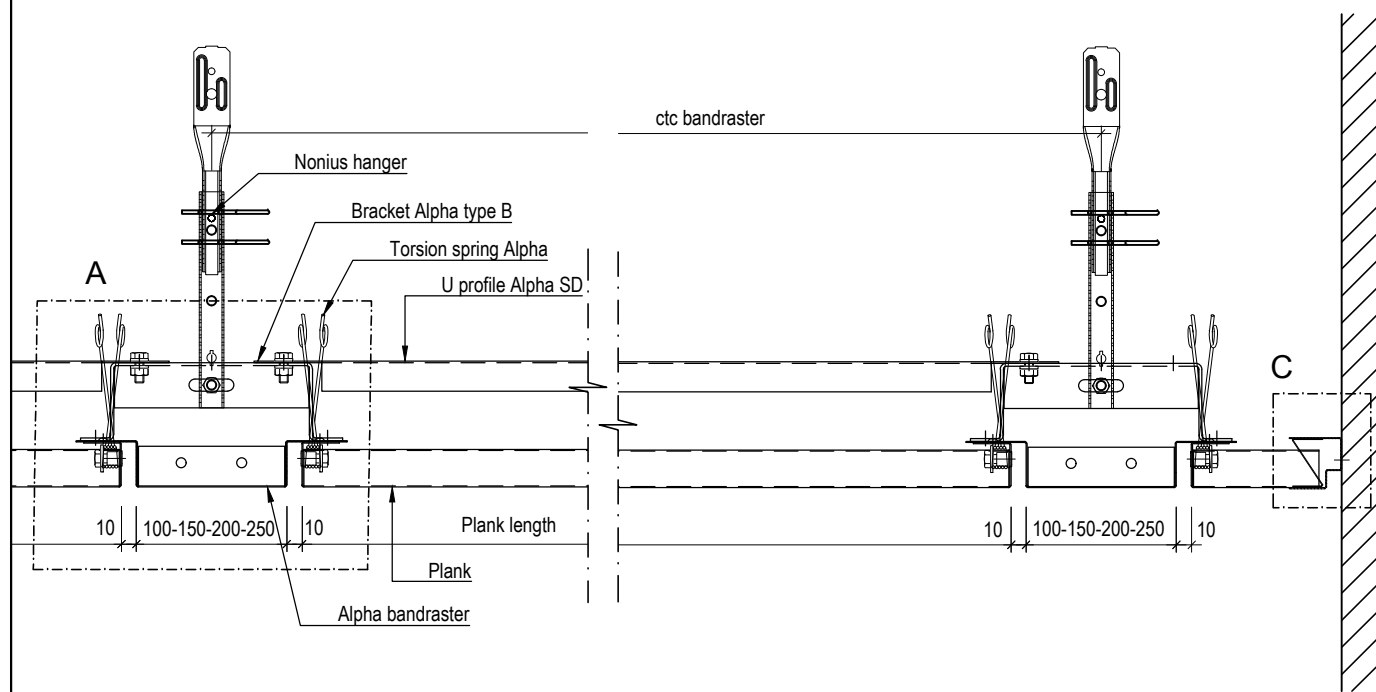 ctc bandraster
Nonius hanger
Bracket Alpha type B
Torsion spring Alpha
A
U profile Alpha SD
C
10
100-150-200-250
10
Plank length
10
100-150-200-250
10
Plank
Alpha bandraster